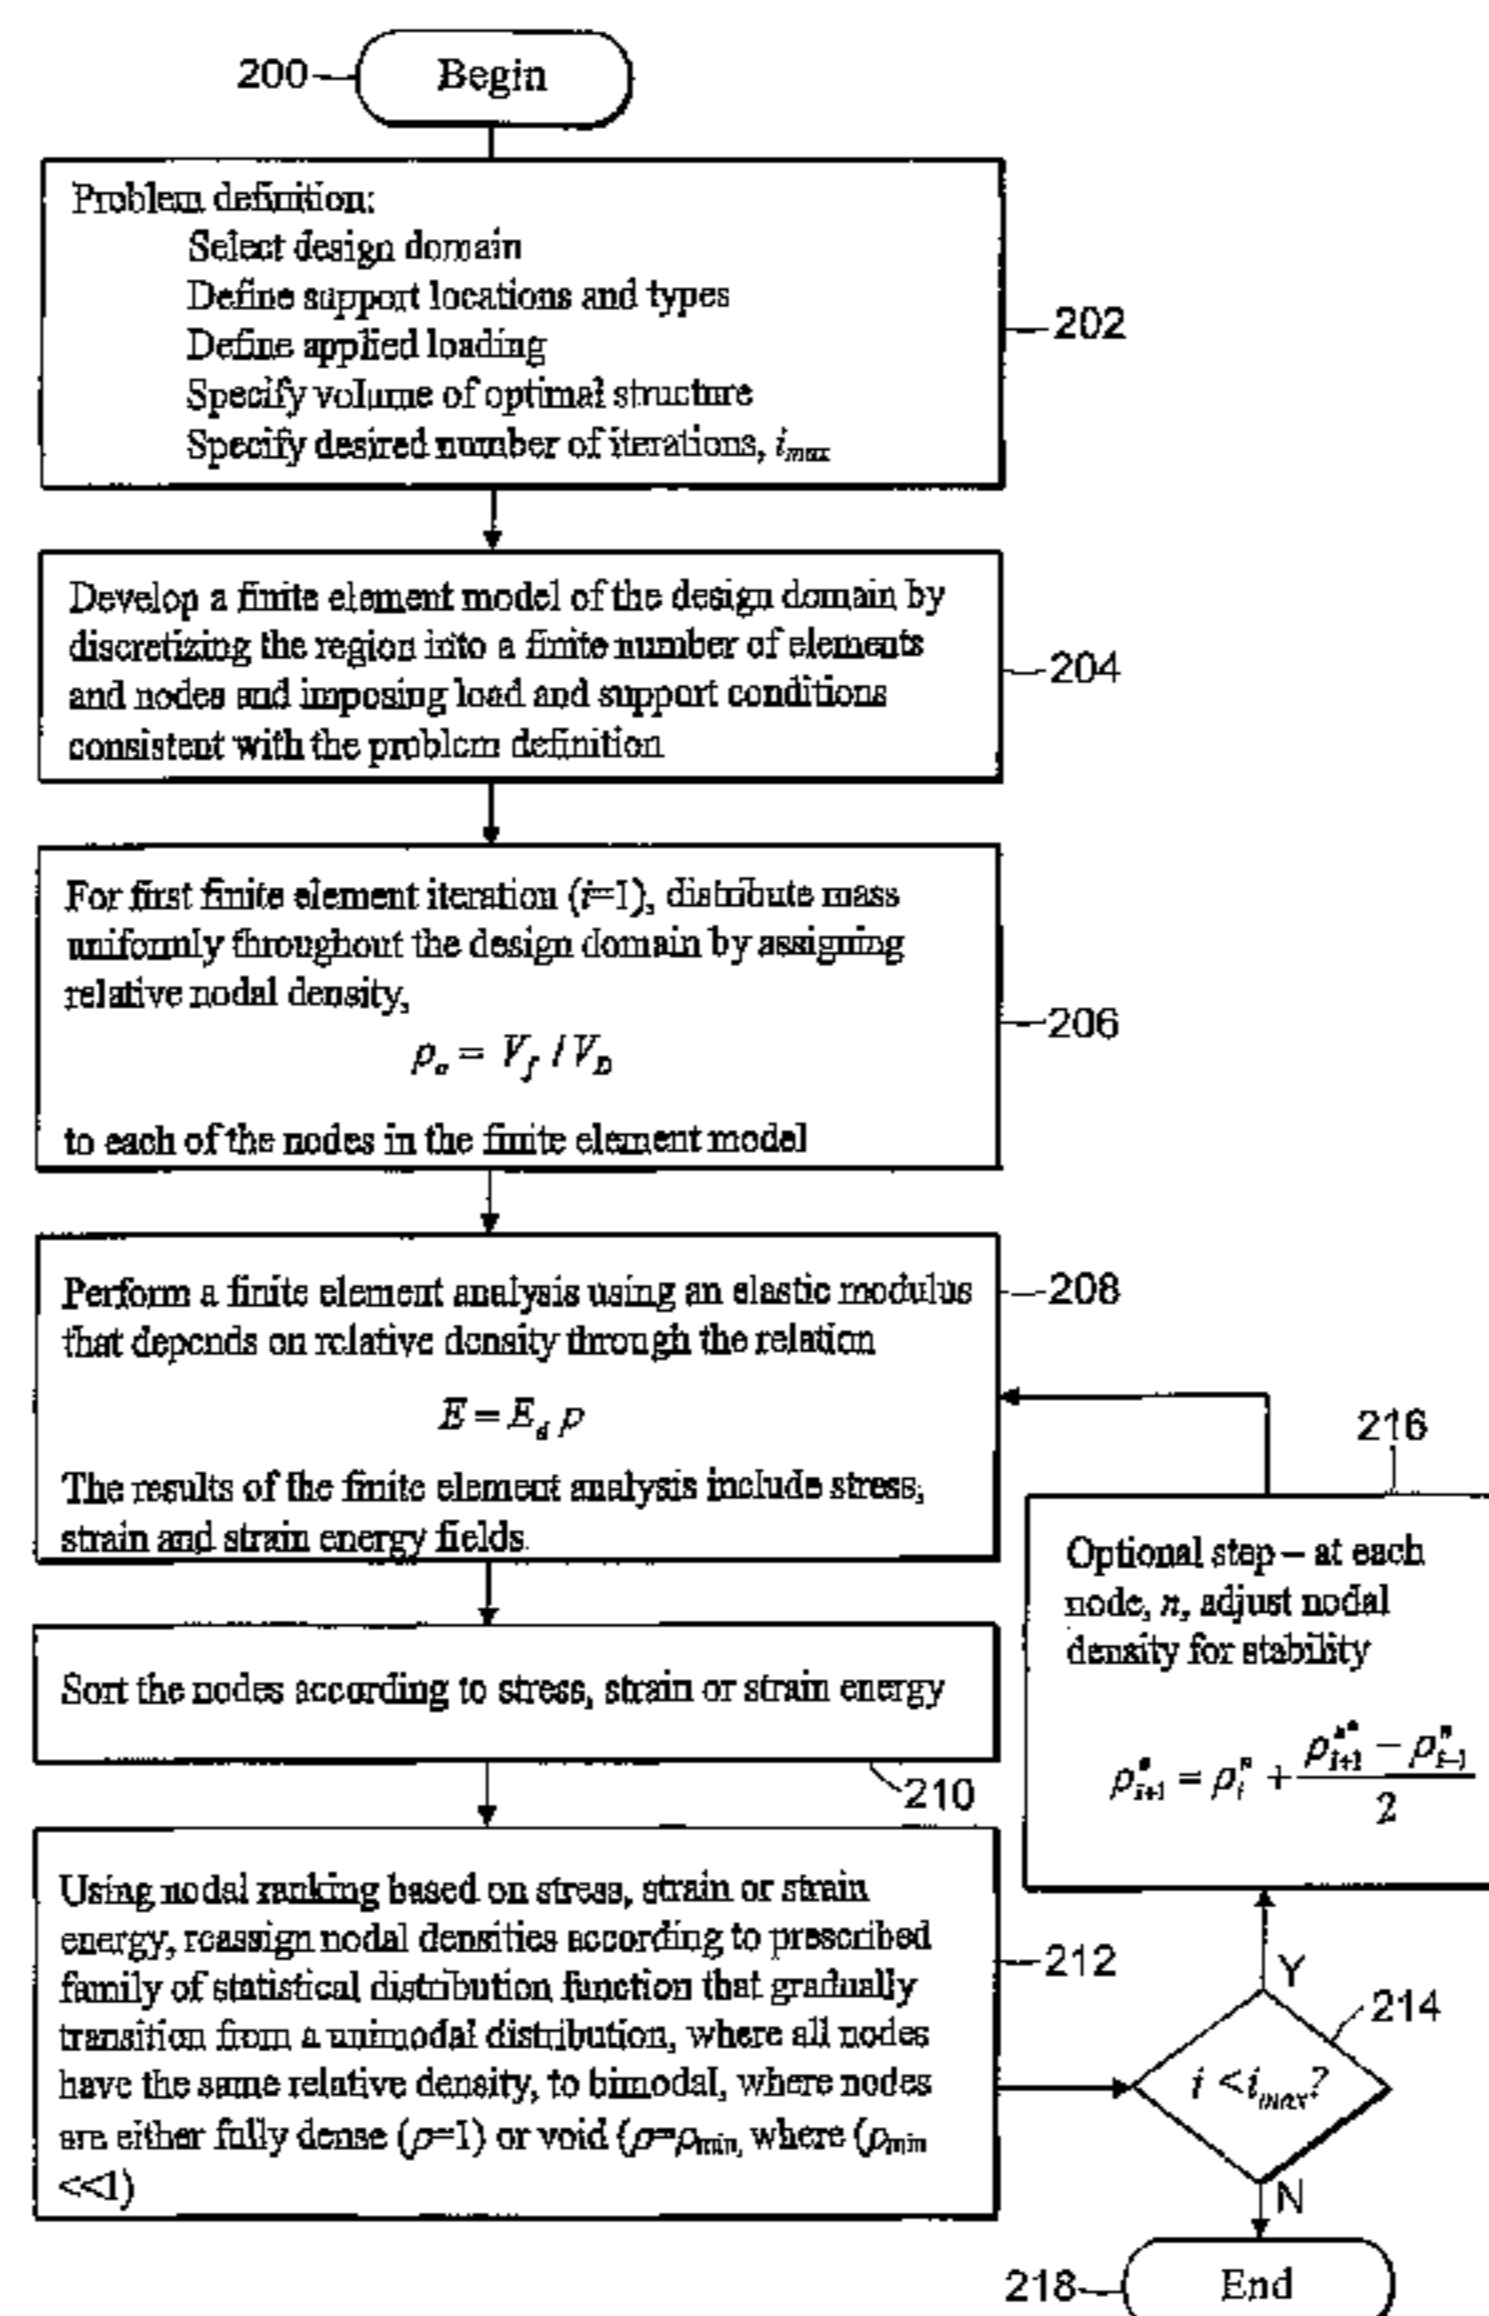 200
Begin
Problem definition:
Select design domain
Define support locations and types
Define applied loading
Specify volume of optimal structure
Specify desired number of iterations, i_max
202
Develop a finite element model of the design domain by
discretizing the region into a finite number of elements
and nodes and imposing load and support conditions
consistent with the problem definition
204
For first finite element iteration (i=1), distribute mass
uniformly throughout the design domain by assigning
relative nodal density,
ρ_o = V_f / V_D
to each of the nodes in the finite element model
206
Perform a finite element analysis using an elastic modulus
that depends on relative density through the relation
E = E_d ρ
The results of the finite element analysis include stress,
strain and strain energy fields
208
Sort the nodes according to stress, strain or strain energy
210
Using nodal ranking based on stress, strain or strain
energy, reassign nodal densities according to prescribed
family of statistical distribution function that gradually
transition from a unimodal distribution, where all nodes
have the same relative density, to bimodal, where nodes
are either fully dense (ρ=1) or void (ρ=ρ_min, where (ρ_min
<<1)
212
216
Optional step – at each
node, n, adjust nodal
density for stability
ρ^n_{i+1} = ρ^n_i + (ρ^{*n}_{i+1} − ρ^n_{i−1}) / 2
Y
214
i <i_max?
N
218
End